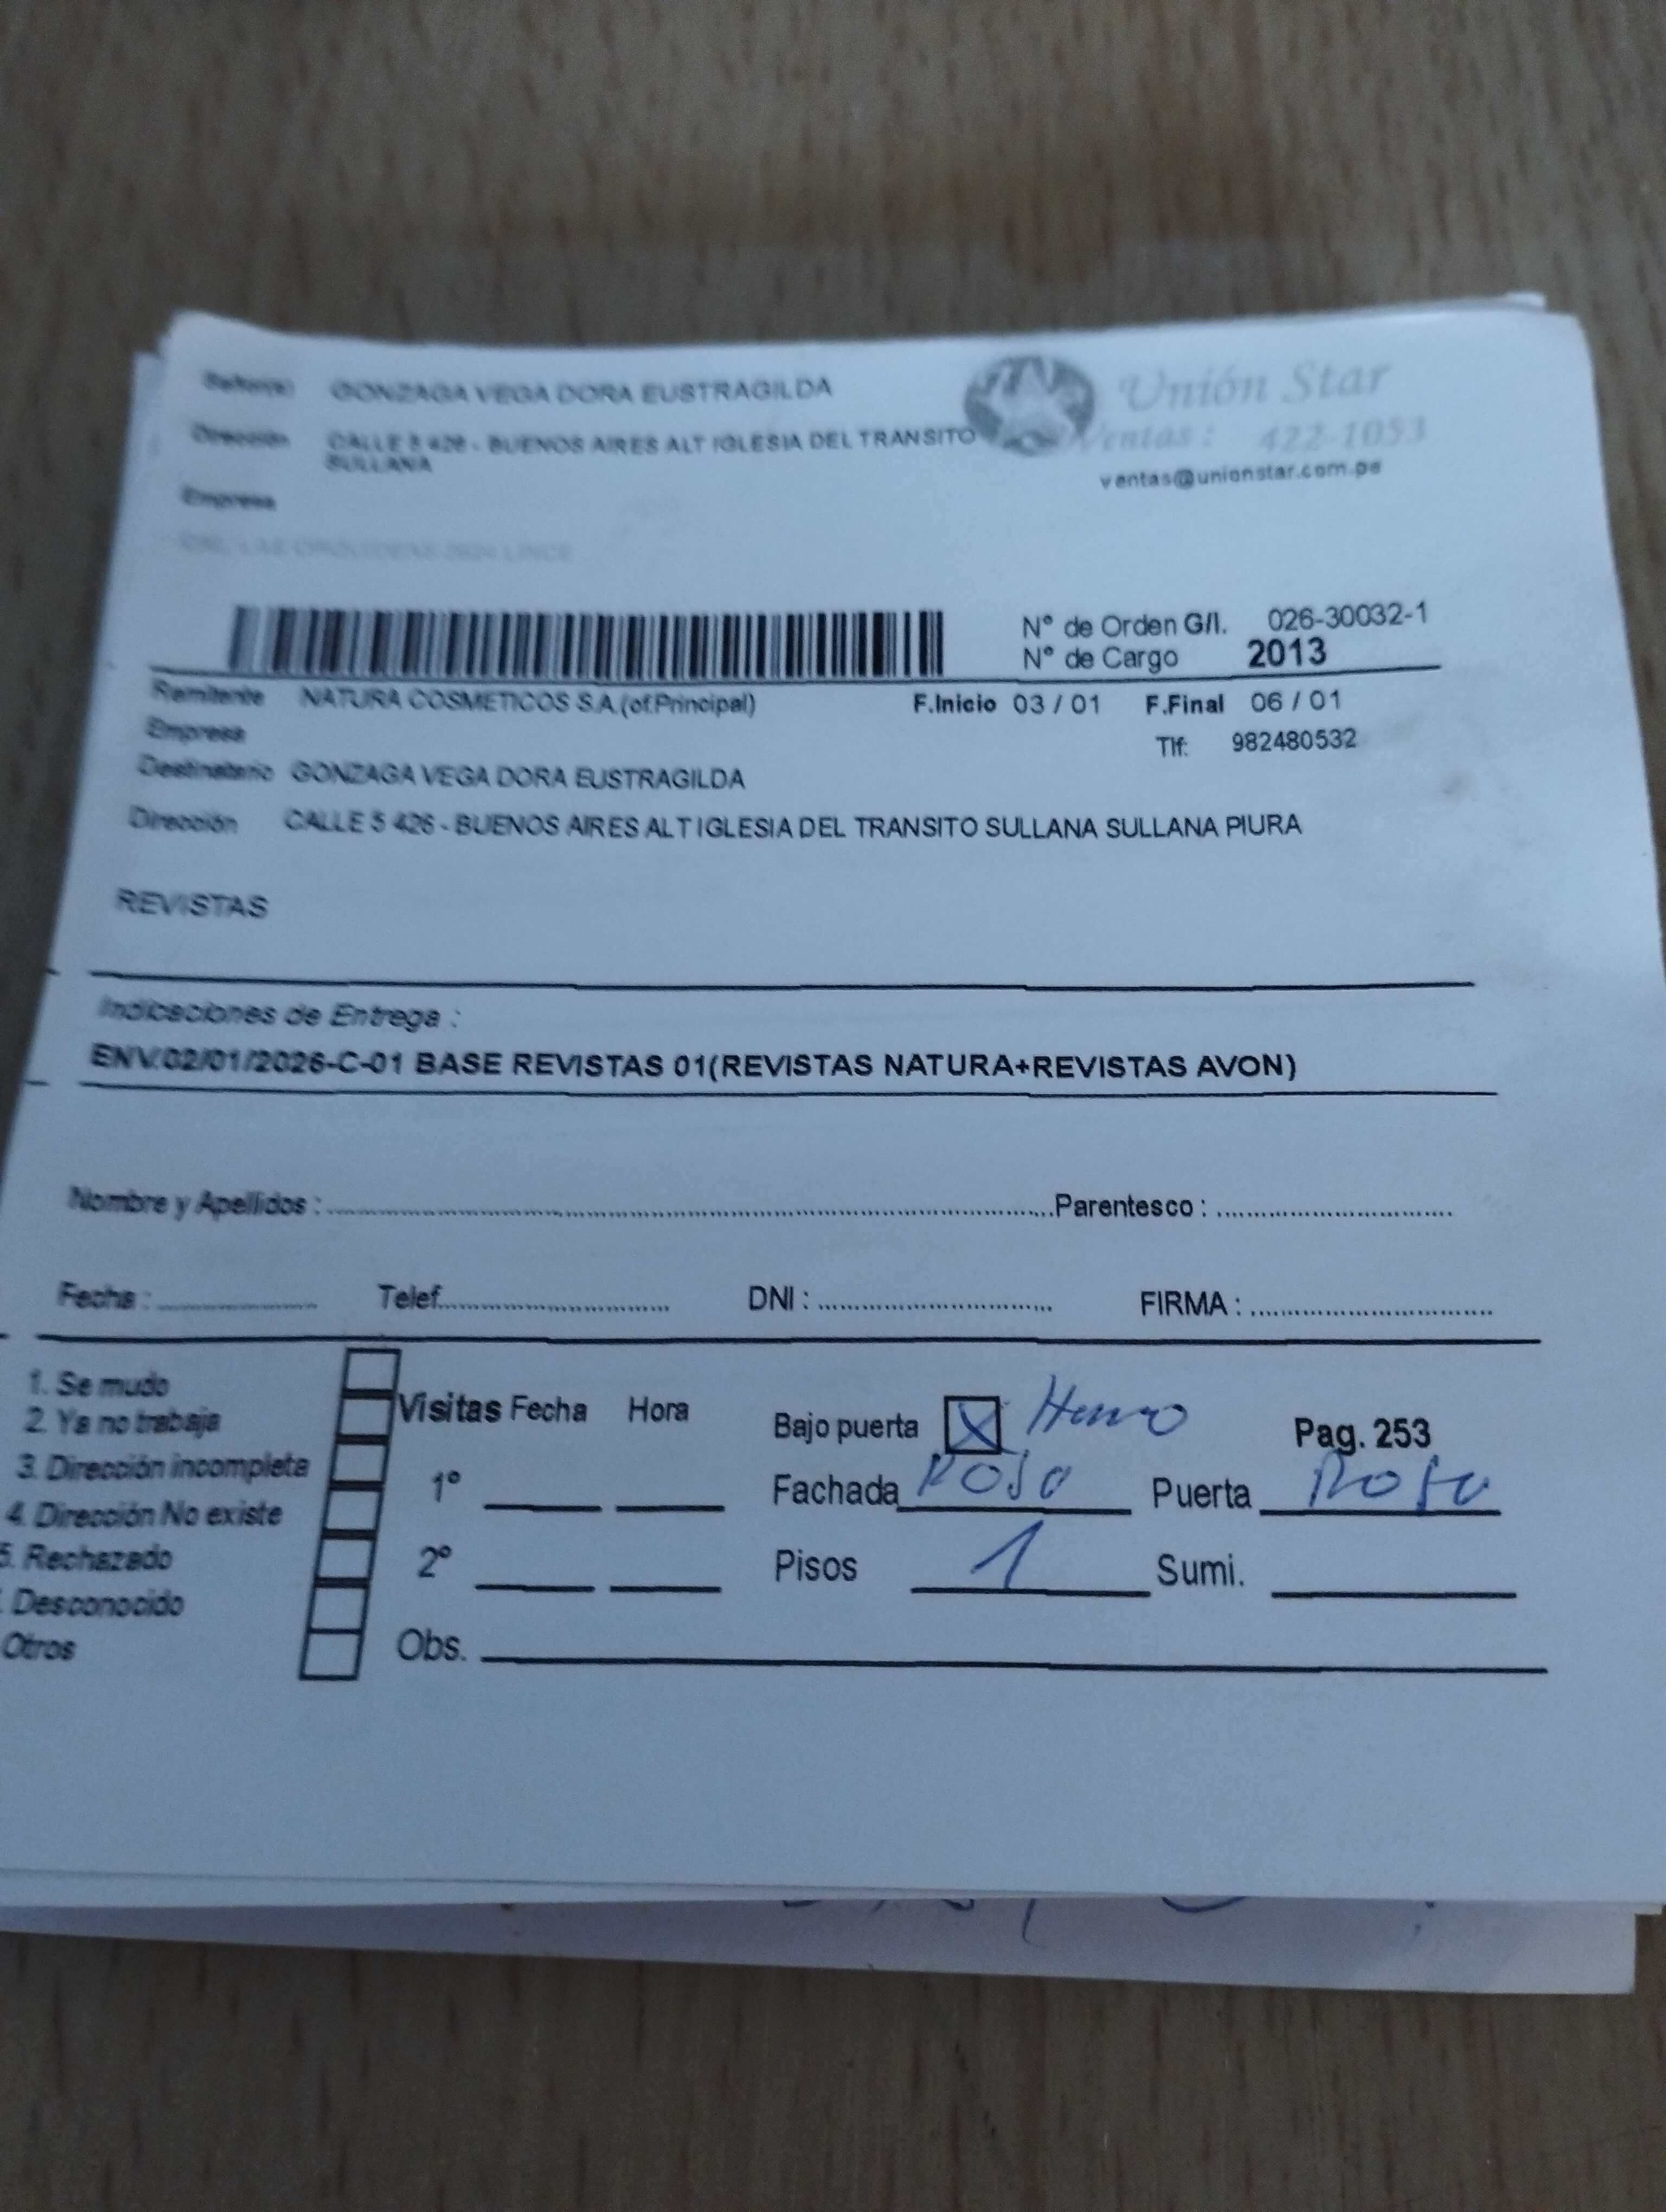 Señor(a) GONZAGA VEGA DORA EUSTRAGILDA
Unión Star
Dirección CALLE 5 426 - BUENOS AIRES ALT IGLESIA DEL TRANSITO
SULLANA
Ventas : 422-1053
ventas@unionstar.com.pe
Empresa
LINCE
N° de Orden G/I. 026-30032-1
N° de Cargo 2013
Remitente NATURA COSMETICOS S.A.(of.Principal) F.Inicio 03 / 01 F.Final 06 / 01
Empresa
Tlf: 982480532
Destinatario GONZAGA VEGA DORA EUSTRAGILDA
Dirección CALLE 5 426 - BUENOS AIRES ALT IGLESIA DEL TRANSITO SULLANA SULLANA PIURA
REVISTAS
Indicaciones de Entrega :
ENV.02/01/2026-C-01 BASE REVISTAS 01(REVISTAS NATURA+REVISTAS AVON)
Nombre y Apellidos : Parentesco :
Fecha : Telef. DNI : FIRMA :
1. Se mudo
2. Ya no trabaja
3. Dirección incompleta
4. Dirección No existe
5. Rechazado
Desconocido
Otros
Visitas Fecha Hora
1°
2°
Obs.
Bajo puerta X Pag. 253
Fachada Rosa Puerta
Pisos 1 Sumi.